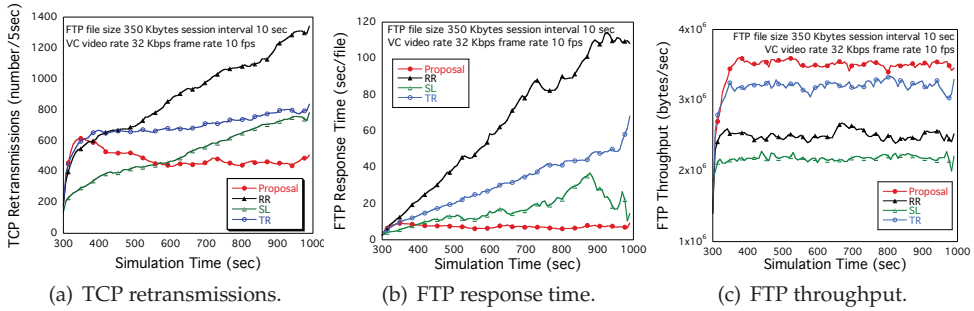 TCP Retransmissions (number/5sec)
1400
1200
1000
800
600
400
200
0
FTP file size 350 Kbytes session interval 10 sec
VC video rate 32 Kbps frame rate 10 fps
Proposal
RR
SL
TR
300 400 500 600 700 800 900 1000
Simulation Time (sec)
(a) TCP retransmissions.
FTP Response Time (sec/file)
120
100
80
60
40
20
0
FTP file size 350 Kbytes session interval 10 sec
VC video rate 32 Kbps frame rate 10 fps
Proposal
RR
SL
TR
300 400 500 600 700 800 900 1000
Simulation Time (sec)
(b) FTP response time.
FTP Throughput (bytes/sec)
4x10⁶
3x10⁶
2x10⁶
1x10⁶
FTP file size 350 Kbytes session interval 10 sec
VC video rate 32 Kbps frame rate 10 fps
Proposal
RR
SL
TR
300 400 500 600 700 800 900 1000
Simulation Time (sec)
(c) FTP throughput.